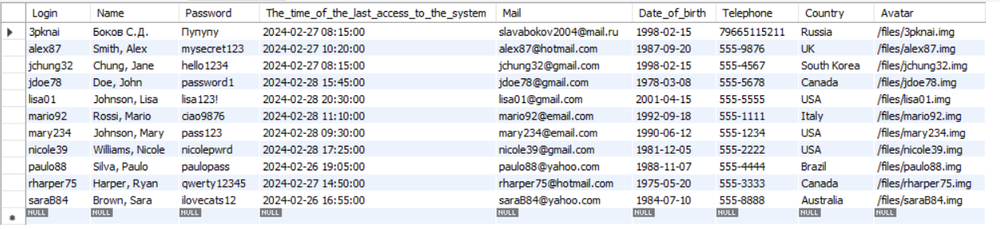 Login Name Password The_time_of_the_last_access_to_the_system Mail Date_of_birth Telephone Country Avatar
3pknai Боков С.Д. Пупупу 2024-02-27 08:15:00 slavabokov2004@mail.ru 1998-02-15 79665115211 Russia /files/3pknai.img
alex87 Smith, Alex mysecret123 2024-02-27 10:20:00 alex87@hotmail.com 1987-09-20 555-9876 UK /files/alex87.img
jchung32 Chung, Jane hello1234 2024-02-27 08:15:00 jchung32@gmail.com 1998-02-15 555-4567 South Korea /files/jchung32.img
jdoe78 Doe, John password1 2024-02-28 15:45:00 jdoe78@gmail.com 1978-03-08 555-5678 Canada /files/jdoe78.img
lisa01 Johnson, Lisa lisa123! 2024-02-28 20:30:00 lisa01@gmail.com 2001-04-15 555-5555 USA /files/lisa01.img
mario92 Rossi, Mario ciao9876 2024-02-28 11:10:00 mario92@email.com 1992-09-18 555-1111 Italy /files/mario92.img
mary234 Johnson, Mary pass123 2024-02-28 09:30:00 mary234@email.com 1990-06-12 555-1234 USA /files/mary234.img
nicole39 Williams, Nicole nicolepwrd 2024-02-28 17:25:00 nicole39@gmail.com 1981-12-05 555-2222 USA /files/nicole39.img
paulo88 Silva, Paulo paulopass 2024-02-26 19:05:00 paulo88@yahoo.com 1988-11-07 555-4444 Brazil /files/paulo88.img
rharper75 Harper, Ryan qwerty12345 2024-02-27 14:50:00 rharper75@hotmail.com 1975-05-20 555-3333 Canada /files/rharper75.img
saraB84 Brown, Sara ilovecats12 2024-02-26 16:55:00 saraB84@yahoo.com 1984-07-10 555-8888 Australia /files/saraB84.img
NULL NULL NULL NULL NULL NULL NULL NULL NULL